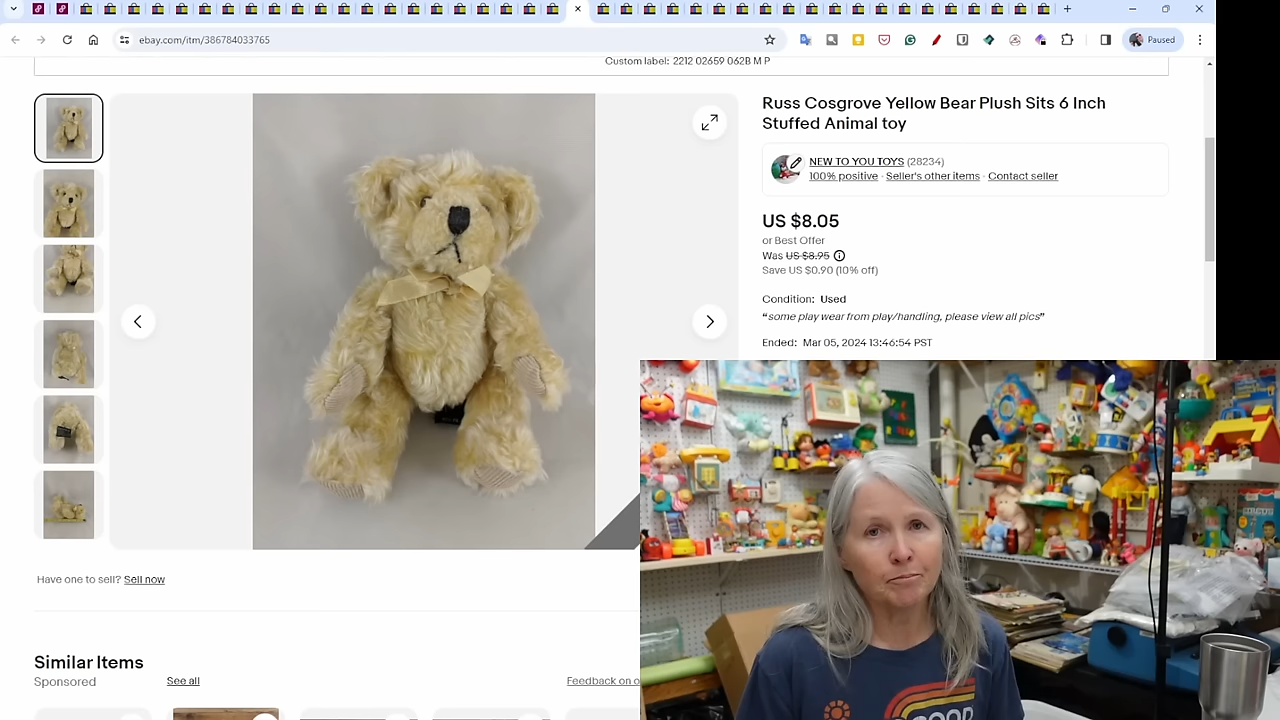 ebay.com/itm/386784033765
Paused
Custom label: 2212 02659 062B M P
Russ Cosgrove Yellow Bear Plush Sits 6 Inch
Stuffed Animal toy
NEW TO YOU TOYS (28234)
100% positive · Seller's other items · Contact seller
US $8.05
or Best Offer
Was US $8.95
Save US $0.90 (10% off)
Condition: Used
“some play wear from play/handling, please view all pics”
Ended: Mar 05, 2024 13:46:54 PST
Have one to sell? Sell now
Similar Items
Sponsored
See all
Feedback on o
GOOD